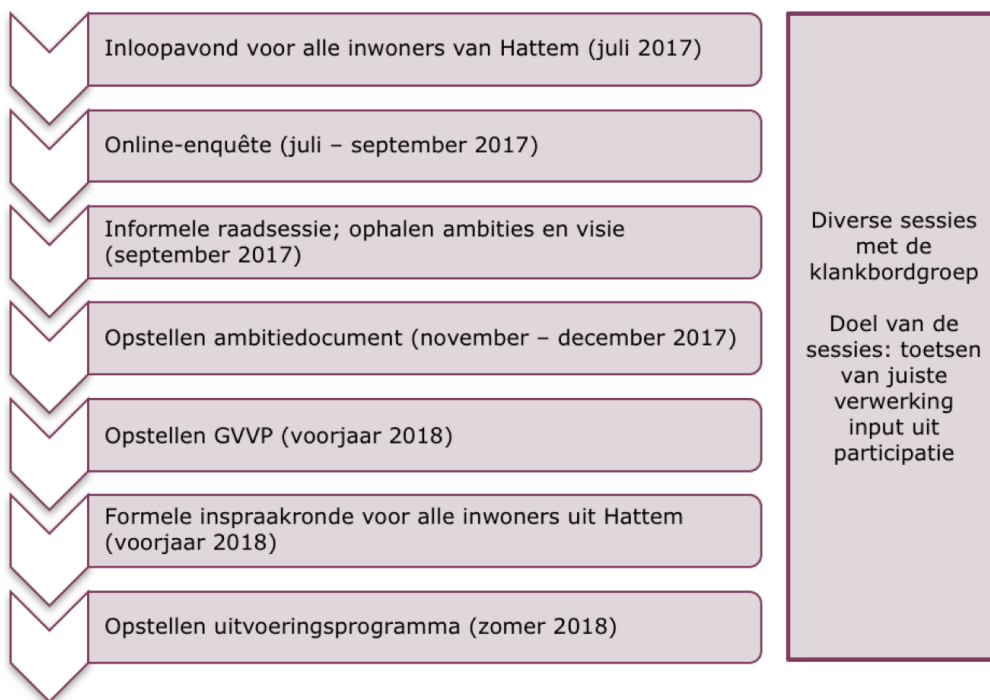 Inloopavond voor alle inwoners van Hattem (juli 2017)
Online-enquête (juli – september 2017)
Informele raadsessie; ophalen ambities en visie
(september 2017)
Opstellen ambitiedocument (november – december 2017)
Opstellen GVVP (voorjaar 2018)
Formele inspraakronde voor alle inwoners uit Hattem
(voorjaar 2018)
Opstellen uitvoeringsprogramma (zomer 2018)
Diverse sessies
met de
klankbordgroep
Doel van de
sessies: toetsen
van juiste
verwerking
input uit
participatie